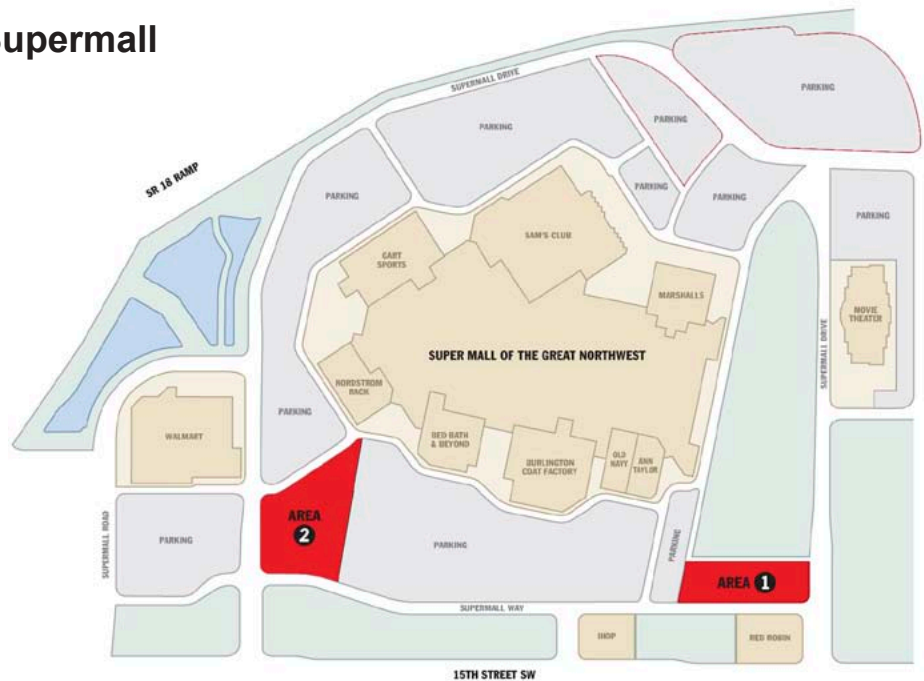 Supermall
SUPERMALL DRIVE
PARKING
PARKING
PARKING
SR 18 RAMP
PARKING
PARKING
PARKING
PARKING
SAM'S CLUB
GART
SPORTS
MARSHALLS
MOVIE
THEATER
SUPERMALL DRIVE
SUPER MALL OF THE GREAT NORTHWEST
NORDSTROM
RACK
PARKING
WALMART
BED BATH
& BEYOND
BURLINGTON
COAT FACTORY
OLD
NAVY
ANN
TAYLOR
AREA
2
SUPERMALL ROAD
PARKING
PARKING
PARKING
AREA 1
SUPERMALL WAY
IHOP
RED ROBIN
15TH STREET SW